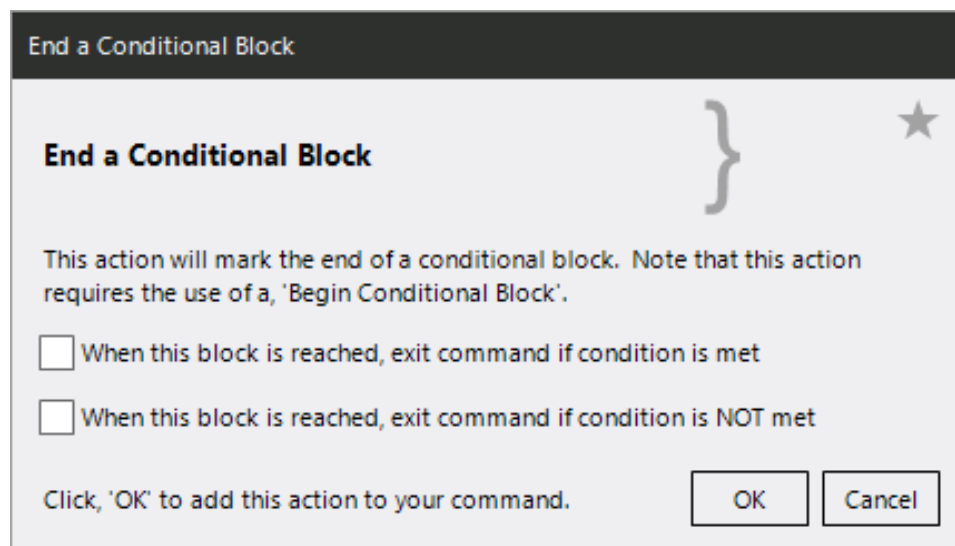 End a Conditional Block
End a Conditional Block
}
This action will mark the end of a conditional block.  Note that this action
requires the use of a, 'Begin Conditional Block'.
When this block is reached, exit command if condition is met
When this block is reached, exit command if condition is NOT met
Click, 'OK' to add this action to your command.
OK
Cancel